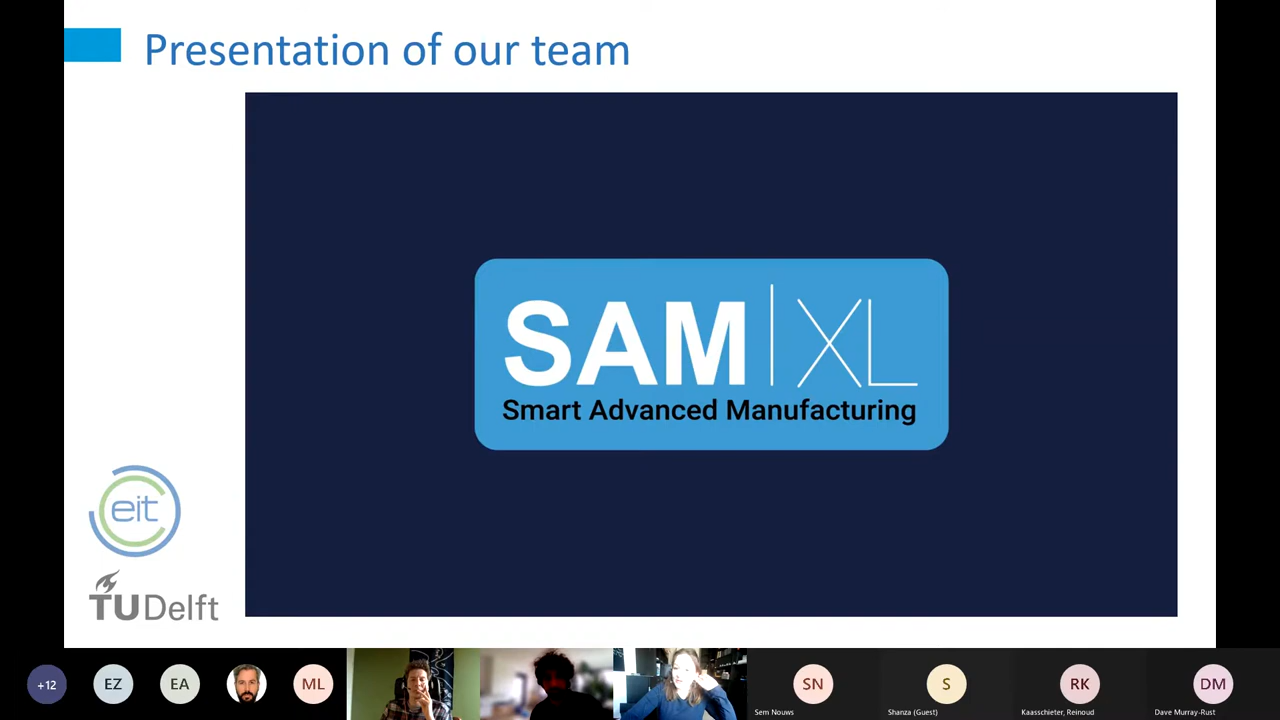 Presentation of our team
SAM|XL
Smart Advanced Manufacturing
eit
TU Delft
+12
EZ
EA
ML
SN
Sem Nouws
S
Shanza (Guest)
RK
Kaasschieter, Reinoud
DM
Dave Murray-Rust